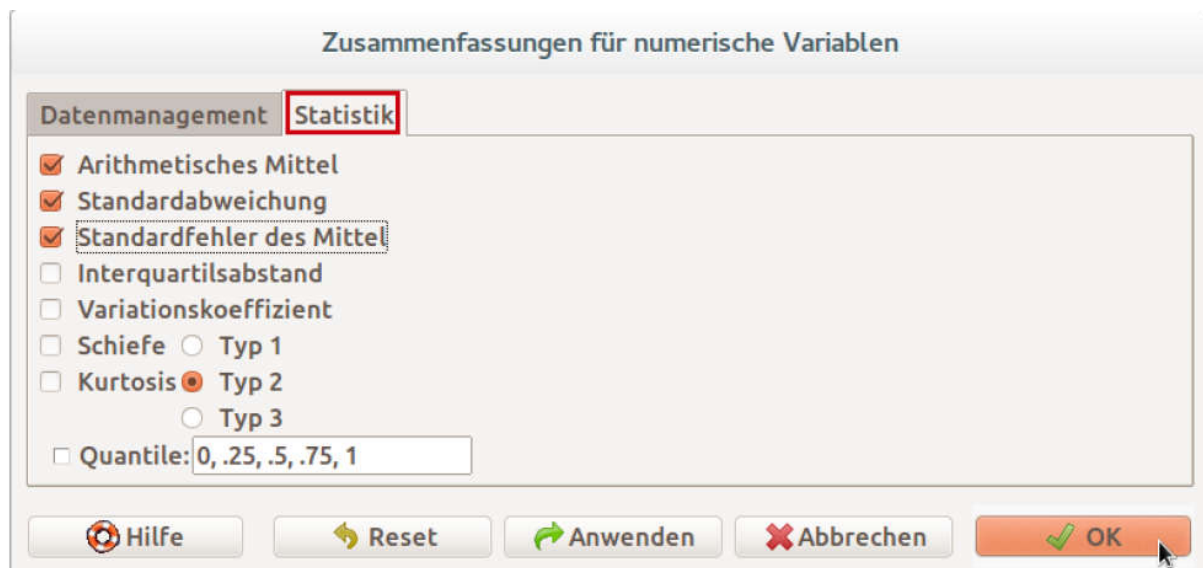 Zusammenfassungen für numerische Variablen
Datenmanagement Statistik
Arithmetisches Mittel
Standardabweichung
Standardfehler des Mittel
Interquartilsabstand
Variationskoeffizient
Schiefe Typ 1
Kurtosis Typ 2
Typ 3
Quantile: 0, .25, .5, .75, 1
Hilfe Reset Anwenden Abbrechen OK